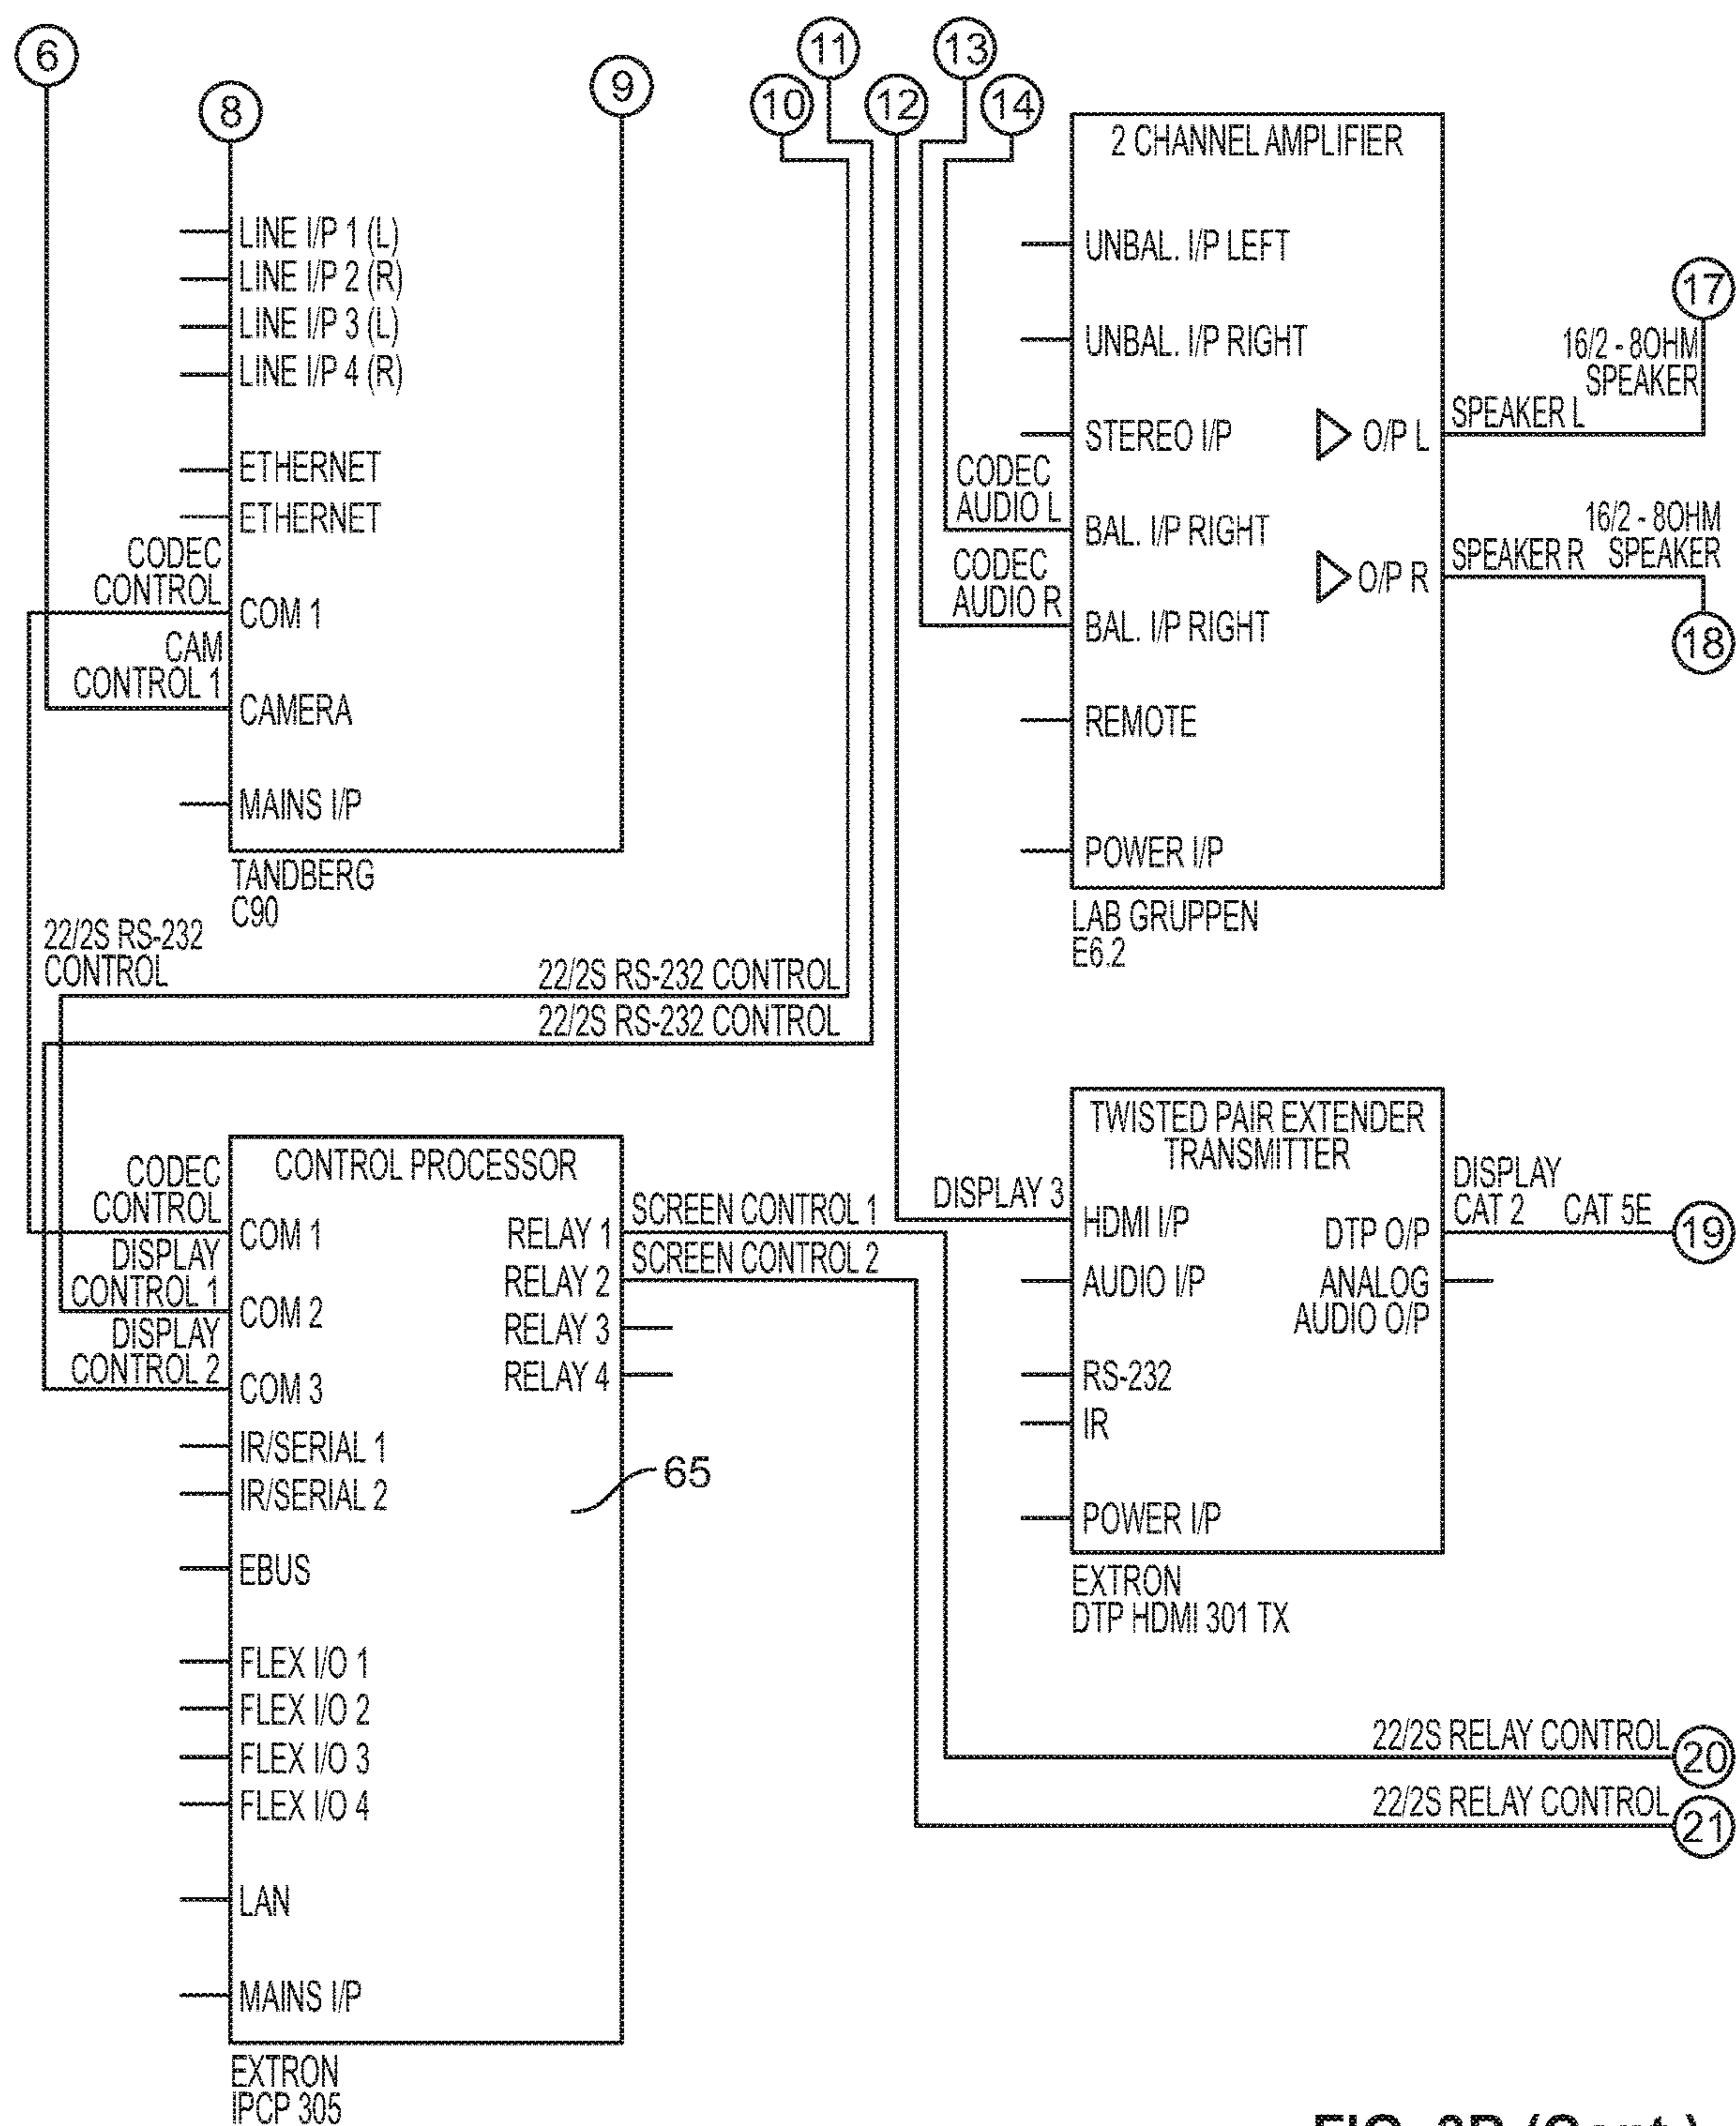 6
8
9
10
11
12
13
14
LINE I/P 1 (L)
LINE I/P 2 (R)
LINE I/P 3 (L)
LINE I/P 4 (R)
ETHERNET
ETHERNET
CODEC
CONTROL
COM 1
CAM
CONTROL 1
CAMERA
MAINS I/P
TANDBERG
C90
2 CHANNEL AMPLIFIER
UNBAL. I/P LEFT
UNBAL. I/P RIGHT
STEREO I/P
CODEC
AUDIO L
BAL. I/P RIGHT
CODEC
AUDIO R
BAL. I/P RIGHT
REMOTE
POWER I/P
O/P L
O/P R
SPEAKER L
16/2 - 8OHM
SPEAKER
17
SPEAKER R
16/2 - 8OHM
SPEAKER
18
LAB GRUPPEN
E6.2
22/2S RS-232
CONTROL
22/2S RS-232 CONTROL
22/2S RS-232 CONTROL
CONTROL PROCESSOR
CODEC
CONTROL
COM 1
DISPLAY
CONTROL 1
COM 2
DISPLAY
CONTROL 2
COM 3
IR/SERIAL 1
IR/SERIAL 2
EBUS
FLEX I/O 1
FLEX I/O 2
FLEX I/O 3
FLEX I/O 4
LAN
MAINS I/P
RELAY 1
RELAY 2
RELAY 3
RELAY 4
65
SCREEN CONTROL 1
SCREEN CONTROL 2
EXTRON
IPCP 305
TWISTED PAIR EXTENDER
TRANSMITTER
DISPLAY 3
HDMI I/P
AUDIO I/P
RS-232
IR
POWER I/P
DTP O/P
ANALOG
AUDIO O/P
DISPLAY
CAT 2 CAT 5E
19
EXTRON
DTP HDMI 301 TX
22/2S RELAY CONTROL
20
22/2S RELAY CONTROL
21